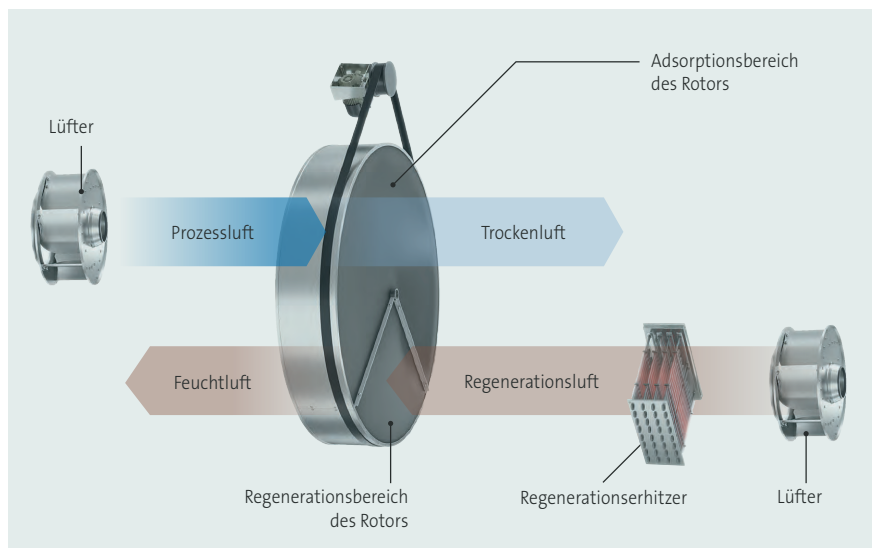 Adsorptionsbereich
des Rotors
Lüfter
Prozessluft
Trockenluft
Feuchtluft
Regenerationsluft
Regenerationsbereich
des Rotors
Regenerationserhitzer
Lüfter